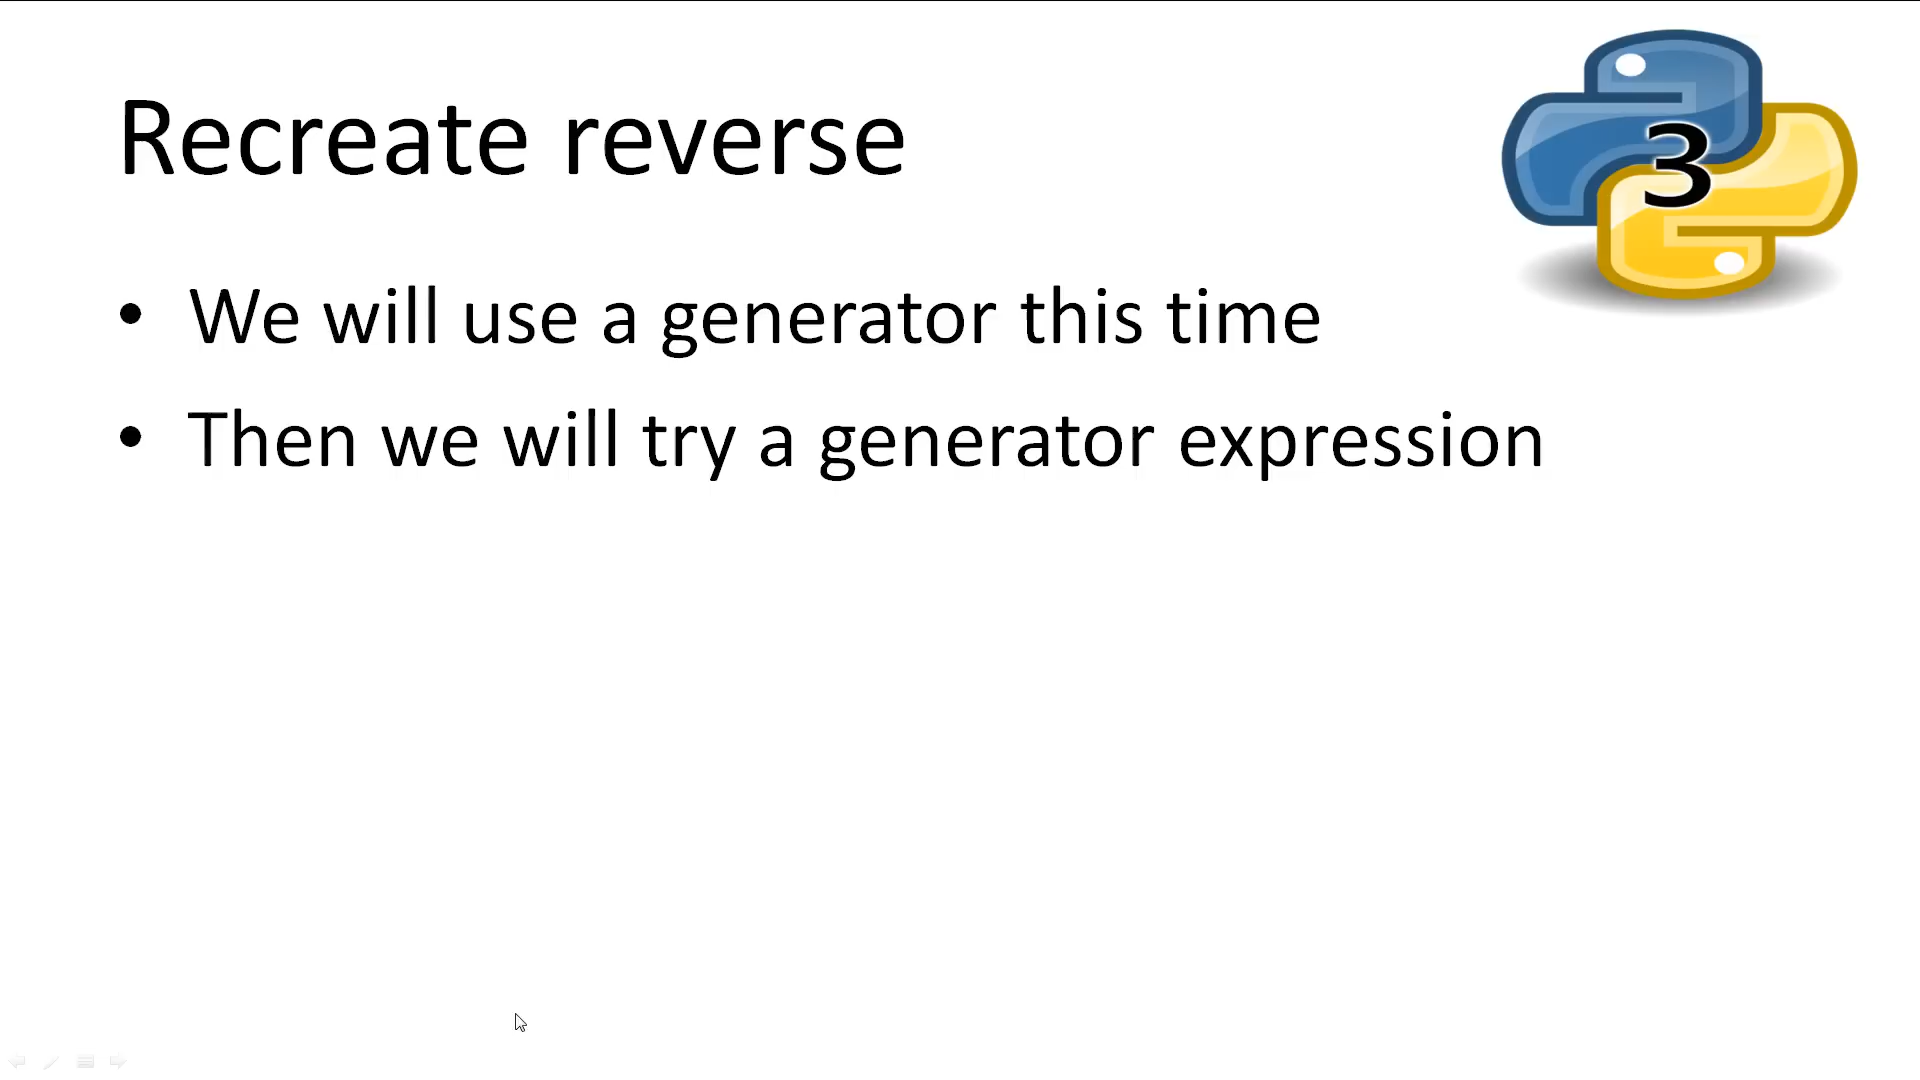 Recreate reverse
3
• We will use a generator this time
• Then we will try a generator expression